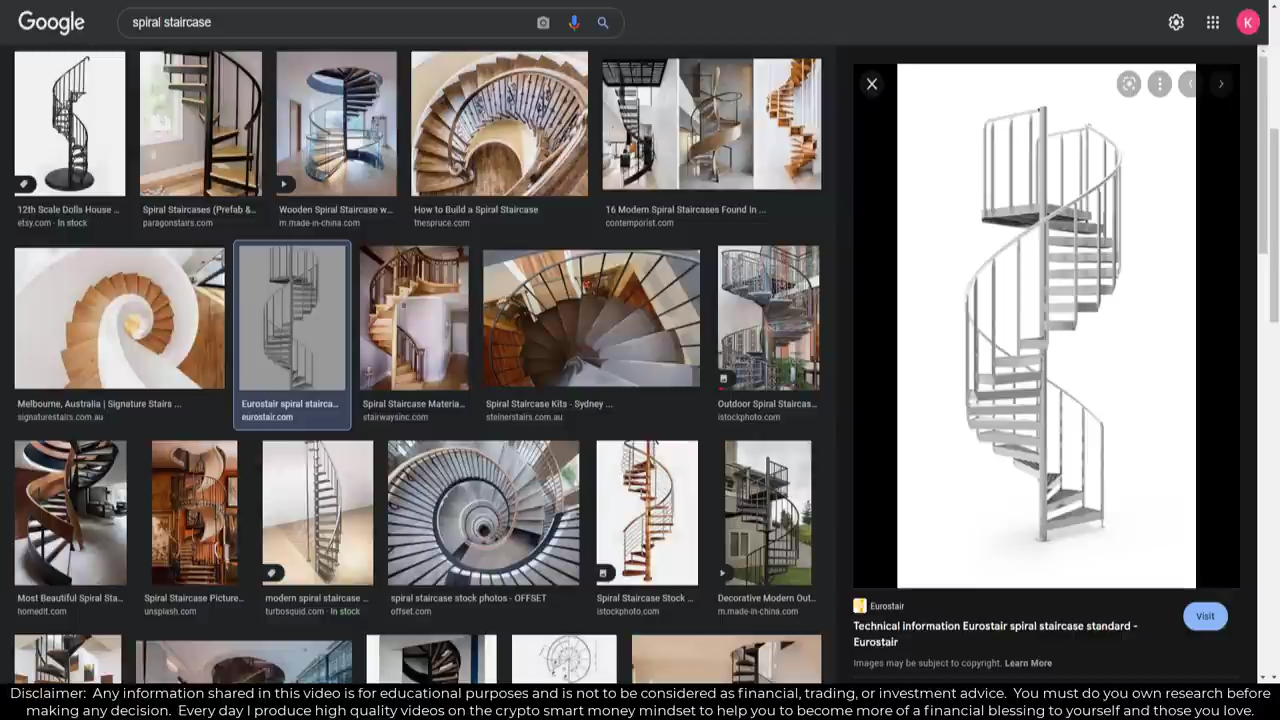 Google
spiral staircase
K
12th Scale Dolls House ...
etsy.com · In stock
Spiral Staircases (Prefab &...
paragonstairs.com
Wooden Spiral Staircase w...
m.made-in-china.com
How to Build a Spiral Staircase
thespruce.com
16 Modern Spiral Staircases Found In ...
contemporist.com
Melbourne, Australia | Signature Stairs ...
signaturestairs.com.au
Eurostair spiral stairca...
eurostair.com
Spiral Staircase Materia...
stairwaysinc.com
Spiral Staircase Kits - Sydney ...
stelnerstairs.com.au
Outdoor Spiral Staircas...
istockphoto.com
Most Beautiful Spiral Sta...
homedit.com
Spiral Staircase Picture...
unsplash.com
modern spiral staircase ...
turbosquid.com · In stock
spiral staircase stock photos - OFFSET
offset.com
Spiral Staircase Stock ...
istockphoto.com
Decorative Modern Out...
m.made-in-china.com
Eurostair
Technical information Eurostair spiral staircase standard -
Eurostair
Visit
Images may be subject to copyright. Learn More
Disclaimer: Any information shared in this video is for educational purposes and is not to be considered as financial, trading, or investment advice. You must do you own research before
making any decision. Every day I produce high quality videos on the crypto smart money mindset to help you to become more of a financial blessing to yourself and those you love.